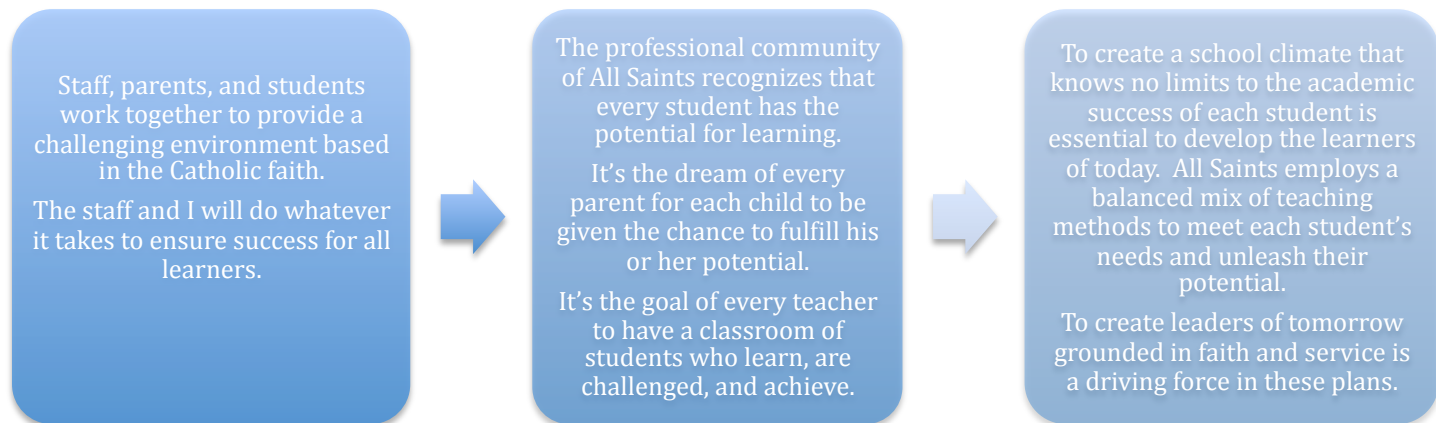 Staff, parents, and students
work together to provide a
challenging environment based
in the Catholic faith.
The staff and I will do whatever
it takes to ensure success for all
learners.
The professional community
of All Saints recognizes that
every student has the
potential for learning.
It’s the dream of every
parent for each child to be
given the chance to fulfill his
or her potential.
It’s the goal of every teacher
to have a classroom of
students who learn, are
challenged, and achieve.
To create a school climate that
knows no limits to the academic
success of each student is
essential to develop the learners
of today.  All Saints employs a
balanced mix of teaching
methods to meet each student’s
needs and unleash their
potential.
To create leaders of tomorrow
grounded in faith and service is
a driving force in these plans.